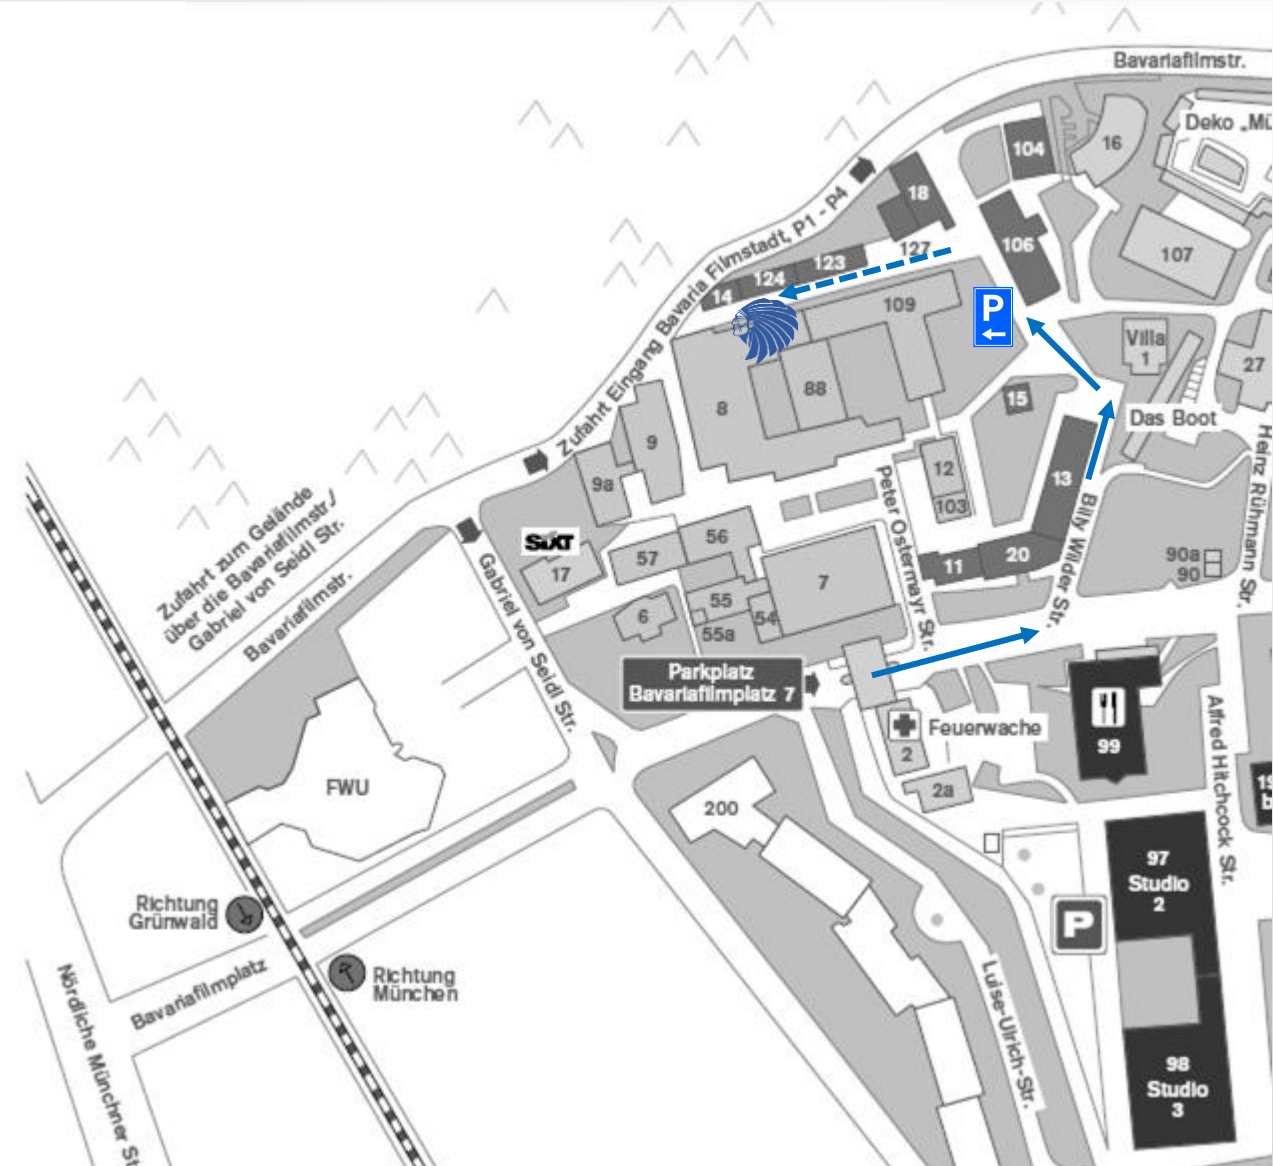 Bavariafilmstr.
Deko „Mü
104
16
18
106
107
127
Zufahrt Eingang Bavaria Filmstadt, P1 - P4
123
124
14
109
P
Villa
1
27
88
8
15
Das Boot
9
9a
12
103
13
Heinz Rühmann Str.
Peter Ostermayr Str.
Billy Wilder Str.
Zufahrt zum Gelände
über die Bavariafilmstr./
Gabriel von Seidl Str.
Bavariafilmstr.
SIXT
17
57
56
7
11
20
90a
90
Gabriel von Seidl Str.
6
55
54
55a
Parkplatz
Bavariafilmplatz 7
Feuerwache
2
2a
99
Alfred Hitchcock Str.
19
b
FWU
200
97
Studio
2
P
Richtung
Grünwald
Richtung
München
Bavariafilmplatz
Nördliche Münchner St
Luise-Ulrich-Str.
98
Studio
3